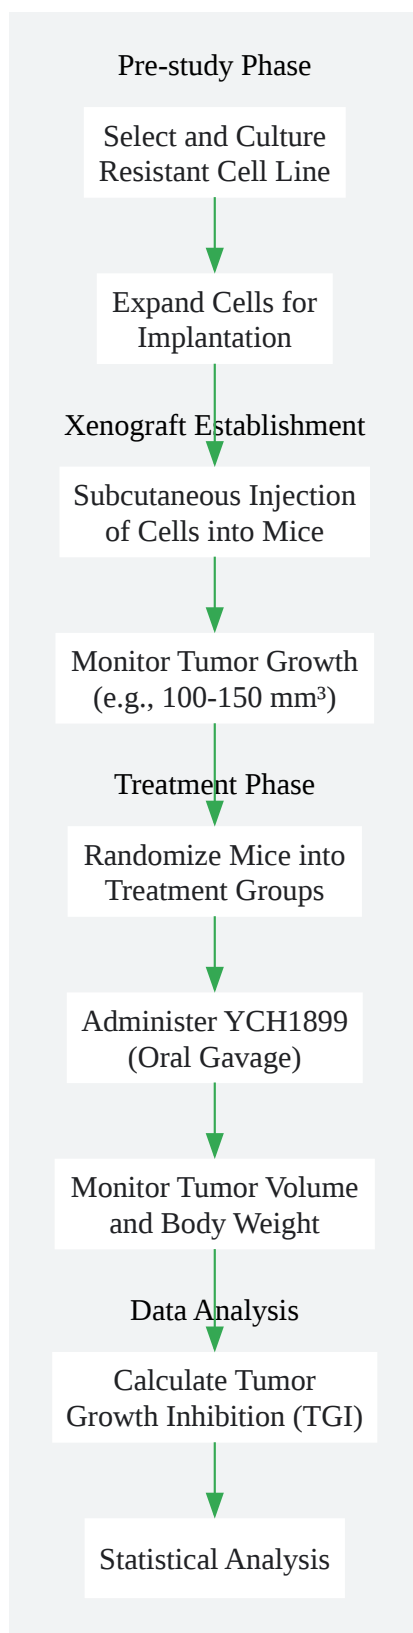 Pre-study Phase
Select and Culture
Resistant Cell Line
Expand Cells for
Implantation
Xenograft Establishment
Subcutaneous Injection
of Cells into Mice
Monitor Tumor Growth
(e.g., 100-150 mm³)
Treatment Phase
Randomize Mice into
Treatment Groups
Administer YCH1899
(Oral Gavage)
Monitor Tumor Volume
and Body Weight
Data Analysis
Calculate Tumor
Growth Inhibition (TGI)
Statistical Analysis